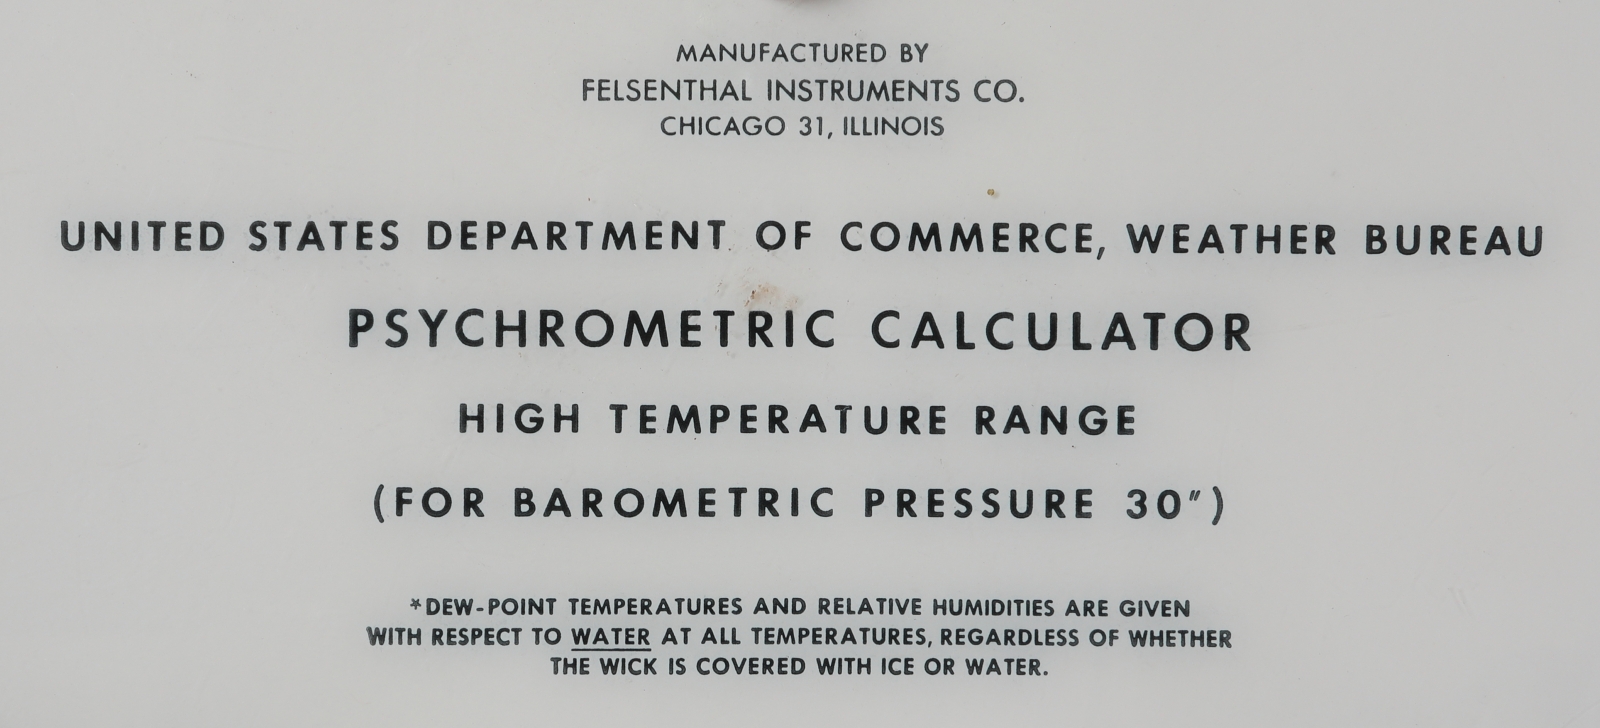 MANUFACTURED BY
FELSENTHAL INSTRUMENTS CO.
CHICAGO 31, ILLINOIS
UNITED STATES DEPARTMENT OF COMMERCE, WEATHER BUREAU
PSYCHROMETRIC CALCULATOR
HIGH TEMPERATURE RANGE
(FOR BAROMETRIC PRESSURE 30″)
*DEW-POINT TEMPERATURES AND RELATIVE HUMIDITIES ARE GIVEN
WITH RESPECT TO WATER AT ALL TEMPERATURES, REGARDLESS OF WHETHER
THE WICK IS COVERED WITH ICE OR WATER.